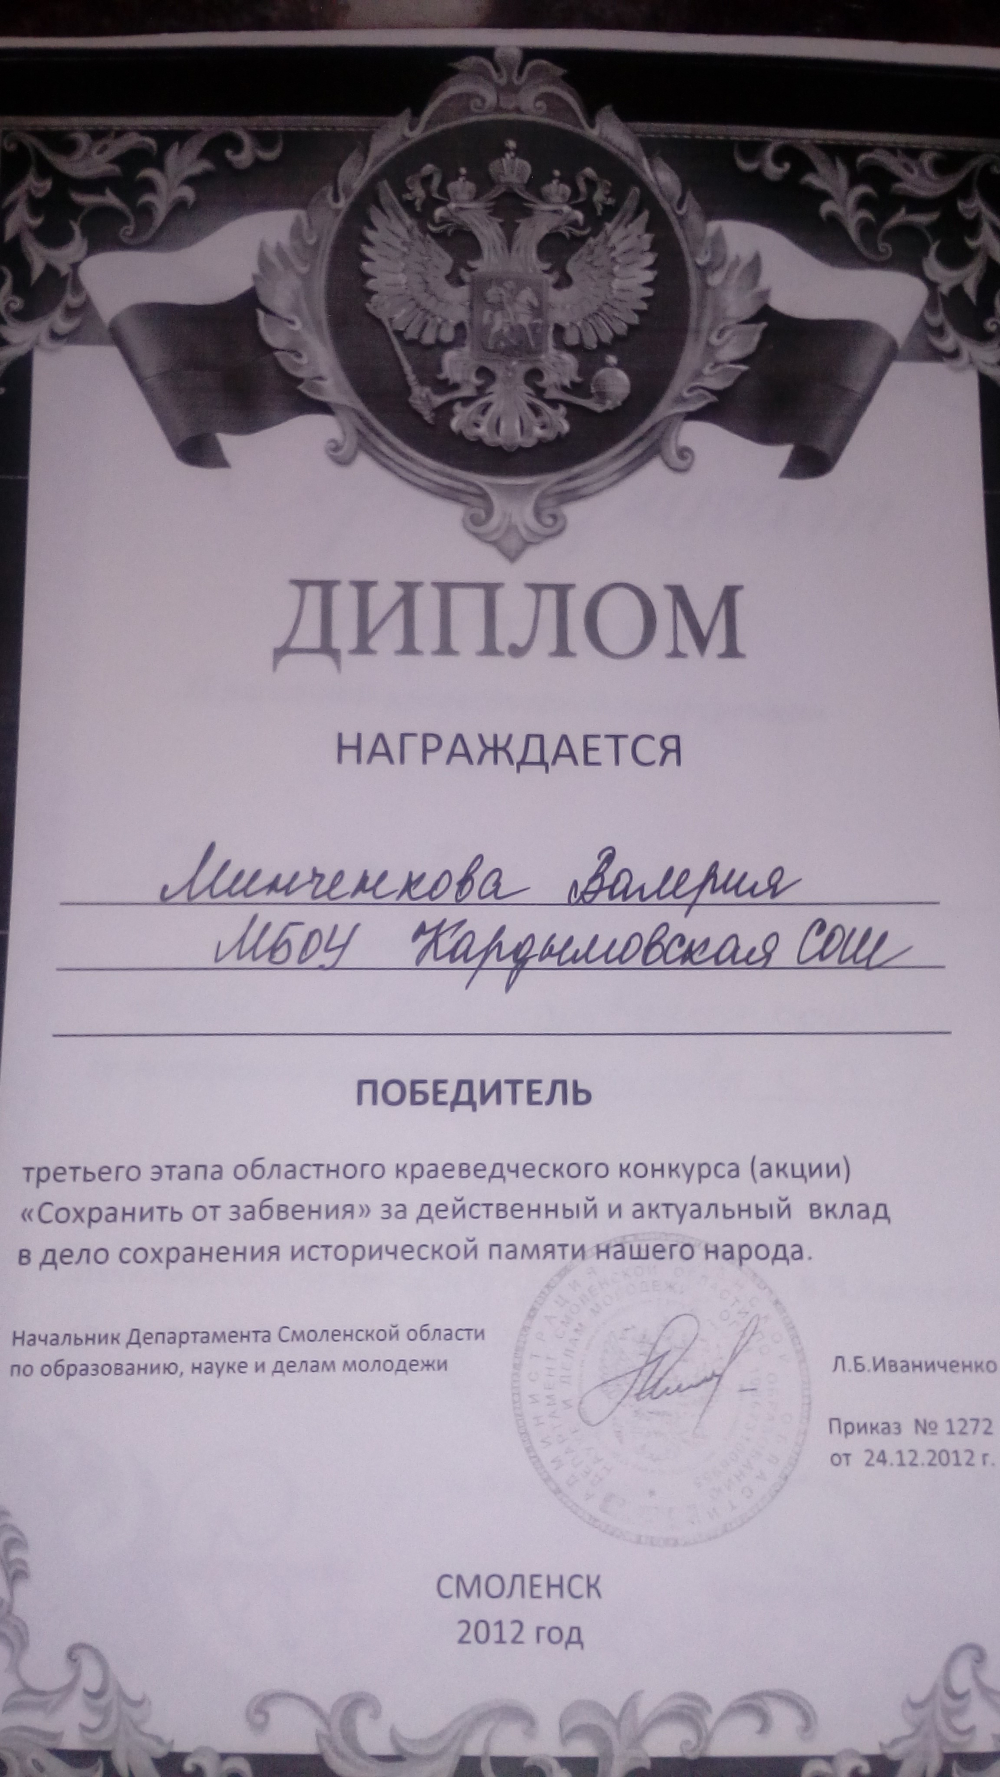 ДИПЛОМ
НАГРАЖДАЕТСЯ
Минченкова Валерия
МБОУ Кардымовская СОШ
ПОБЕДИТЕЛЬ
третьего этапа областного краеведческого конкурса (акции)
«Сохранить от забвения» за действенный и актуальный вклад
в дело сохранения исторической памяти нашего народа.
Начальник Департамента Смоленской области
по образованию, науке и делам молодежи
Л.Б.Иваниченко
Приказ № 1272
от 24.12.2012 г.
СМОЛЕНСК
2012 год